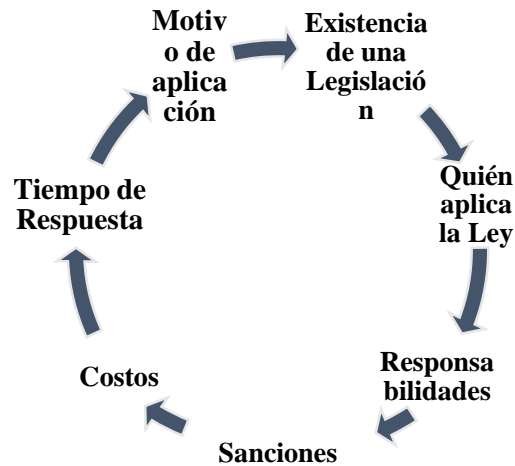 Motiv
o de
aplica
ción
Existencia
de una
Legislació
n
Quién
aplica
la Ley
Responsa
bilidades
Sanciones
Costos
Tiempo de
Respuesta